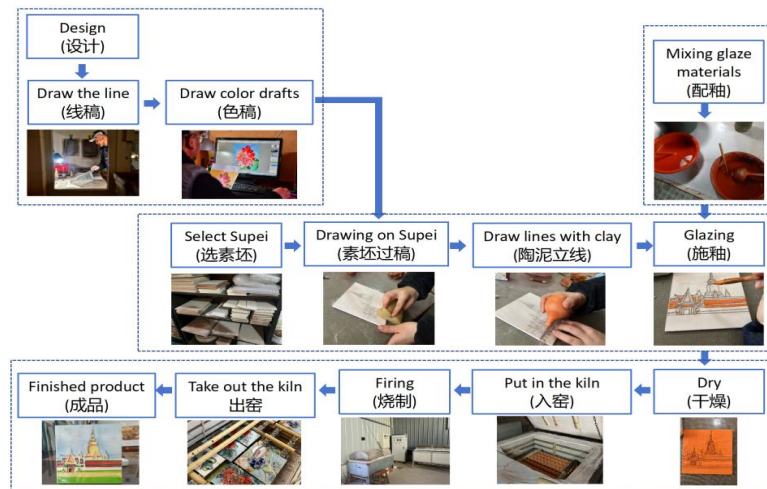 Design
(设计)
Draw the line
(线稿)
Draw color drafts
(色稿)
Mixing glaze
materials
(配釉)
Select Supei
(选素坯)
Drawing on Supei
(素坯过稿)
Draw lines with clay
(陶泥立线)
Glazing
(施釉)
Finished product
(成品)
Take out the kiln
出窑
Firing
(烧制)
Put in the kiln
(入窑)
Dry
(干燥)